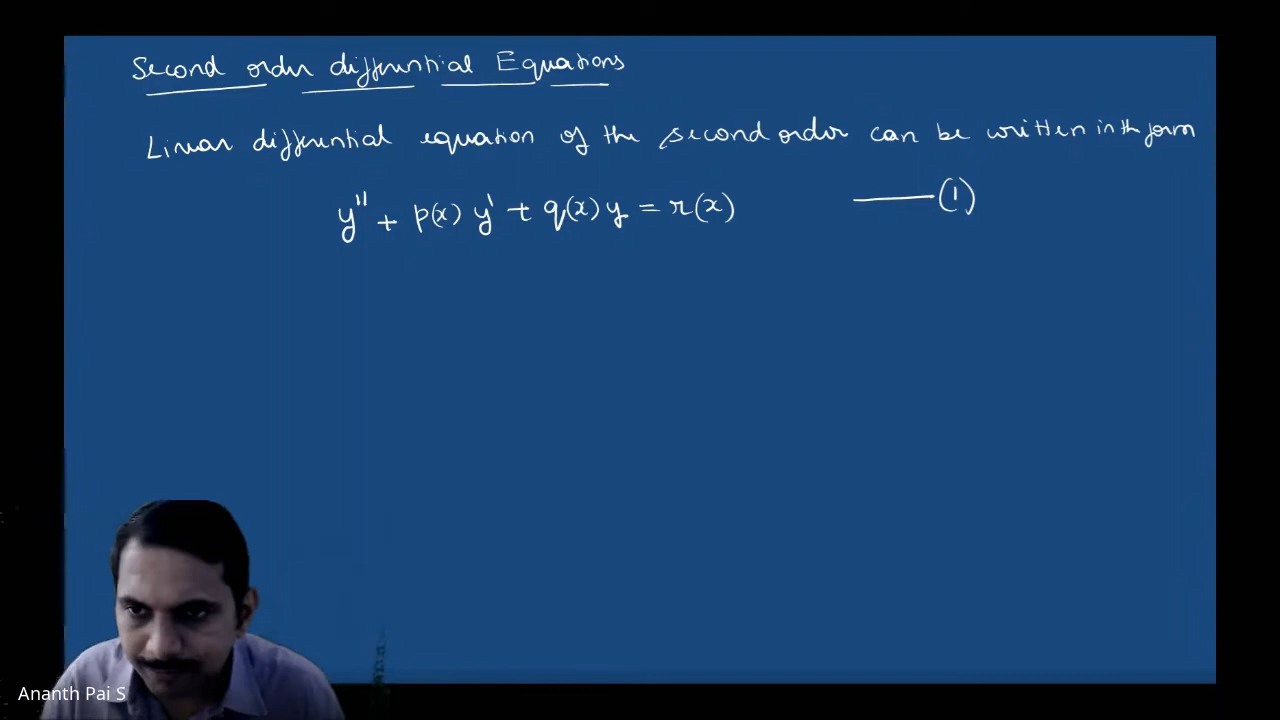 Second order differential Equations
Linear differential equation of the second order can be written in the form
y'' + p(x) y' + q(x) y = r(x) ——— (1)
Ananth Pai S